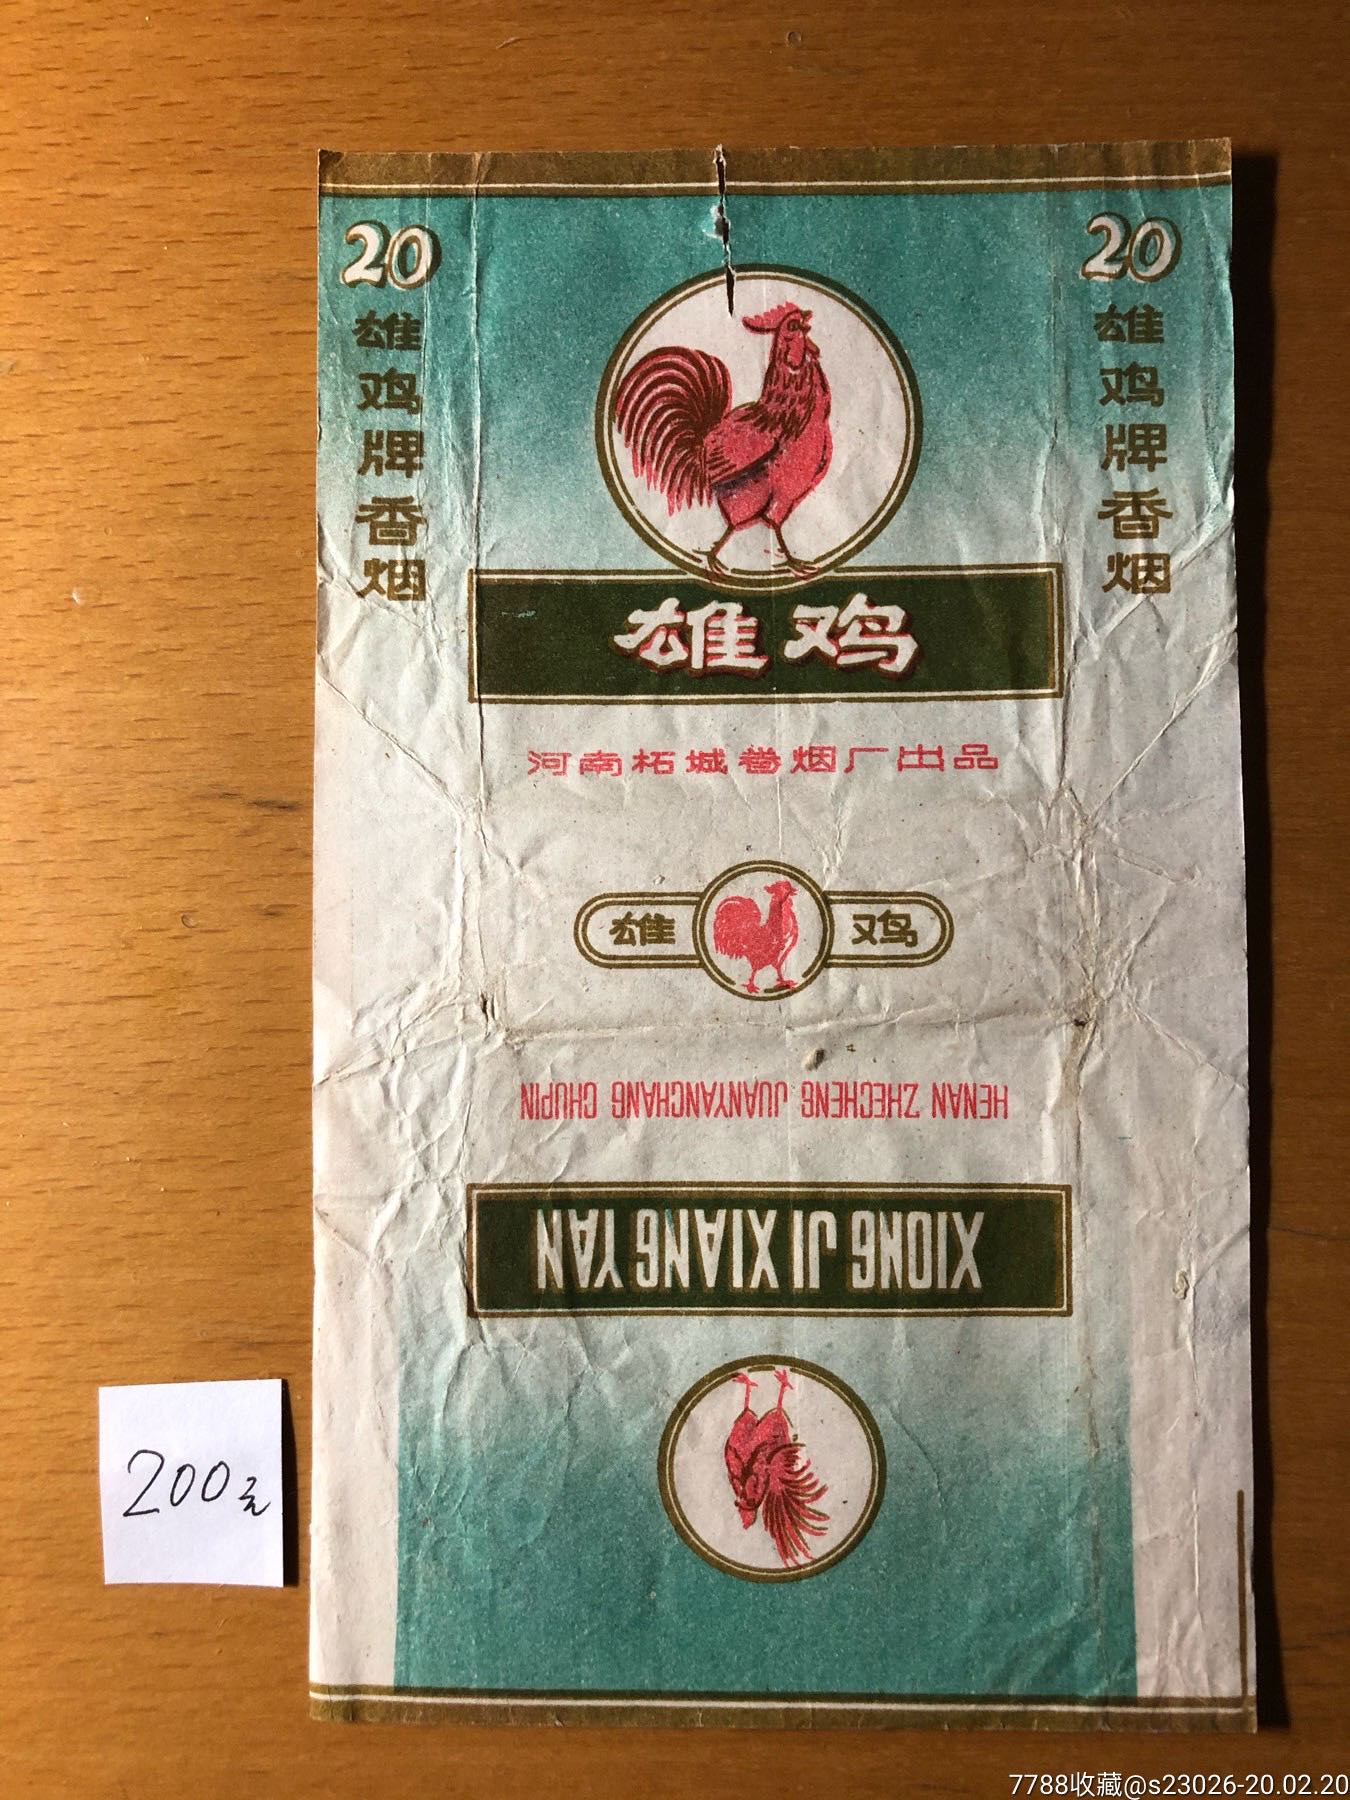 20
雄鸡牌香烟
20
雄鸡牌香烟
雄鸡
河南柘城卷烟厂出品
雄 鸡
HENAN ZHECHENG JUANYANCHANG CHUPIN
XIONG JI XIANG YAN
200元
7788收藏@s23026-20.02.20